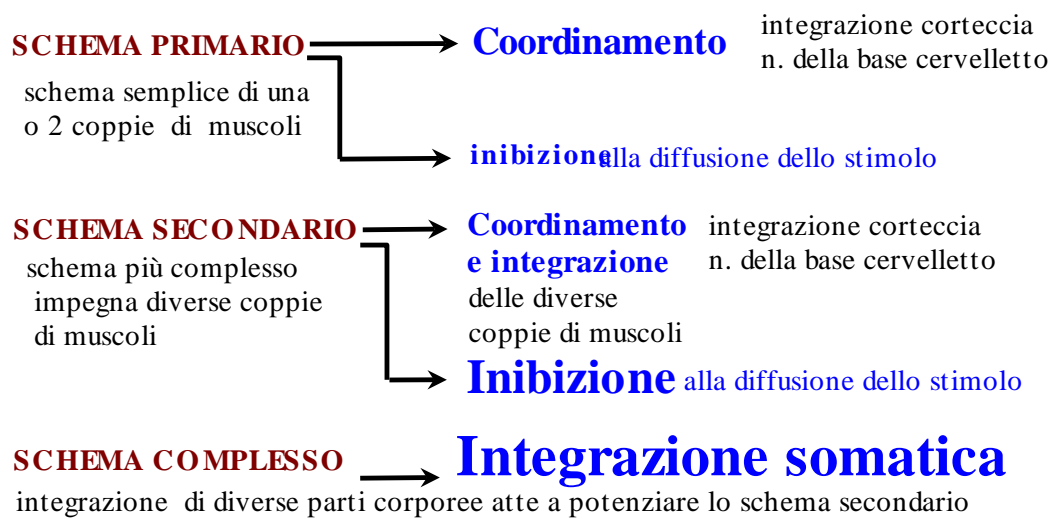 SCHEMA PRIMARIO
schema semplice di una
o 2 coppie di muscoli
Coordinamento
integrazione corteccia
n. della base cervelletto
inibizione alla diffusione dello stimolo
SCHEMA SECONDARIO
schema più complesso
impegna diverse coppie
di muscoli
Coordinamento
e integrazione
delle diverse
coppie di muscoli
integrazione corteccia
n. della base cervelletto
Inibizione alla diffusione dello stimolo
SCHEMA COMPLESSO
Integrazione somatica
integrazione di diverse parti corporee atte a potenziare lo schema secondario